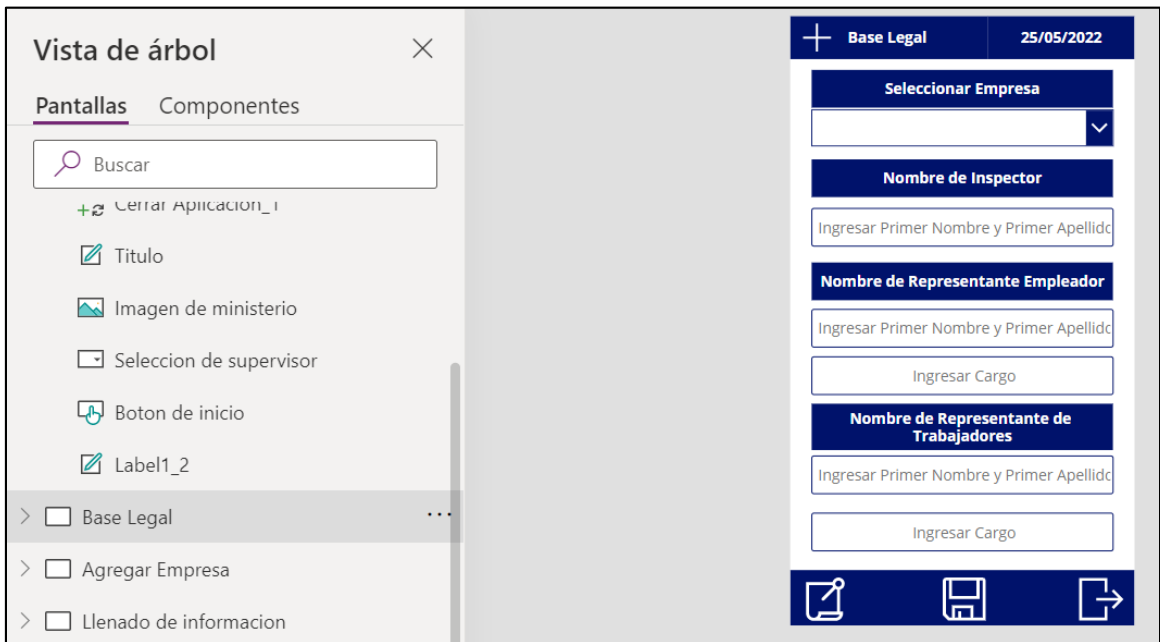 Vista de árbol
Pantallas Componentes
Buscar
Cerrar Aplicacion_1
Titulo
Imagen de ministerio
Seleccion de supervisor
Boton de inicio
Label1_2
Base Legal
Agregar Empresa
Llenado de informacion
Base Legal 25/05/2022
Seleccionar Empresa
Nombre de Inspector
Ingresar Primer Nombre y Primer Apellido
Nombre de Representante Empleador
Ingresar Primer Nombre y Primer Apellido
Ingresar Cargo
Nombre de Representante de
Trabajadores
Ingresar Primer Nombre y Primer Apellido
Ingresar Cargo